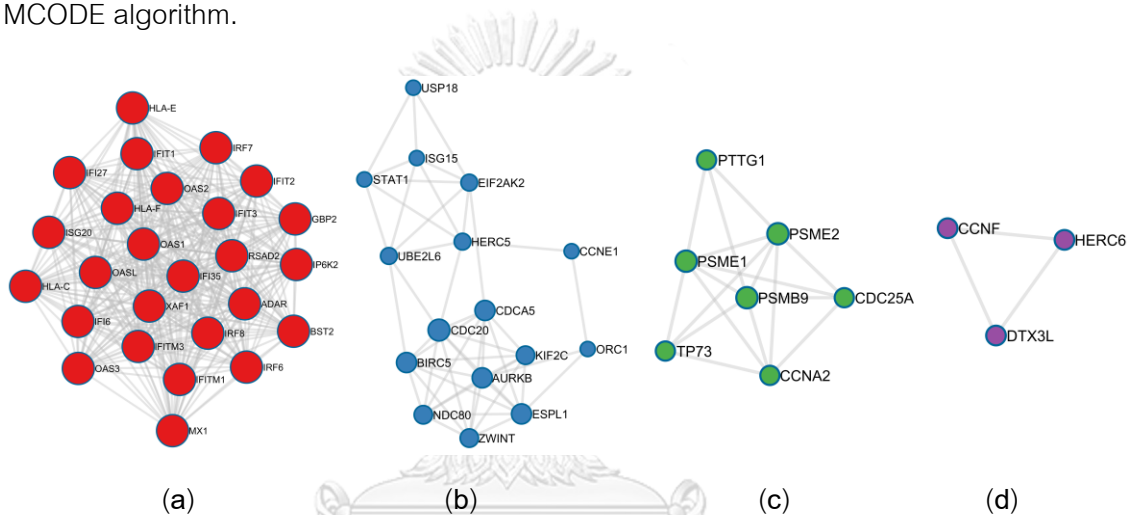 MCODE algorithm.
HLA-E
IFIT1
IRF7
IFI27
OAS2
IFIT2
HLA-F
IFIT3
GBP2
ISG20
OAS1
RSAD2
IP6K2
OASL
IFI35
HLA-C
XAF1
ADAR
IFI6
IRF8
BST2
IFITM3
OAS3
IFITM1
IRF6
MX1
USP18
ISG15
STAT1
EIF2AK2
HERC5
UBE2L6
CCNE1
CDCA5
CDC20
ORC1
BIRC5
KIF2C
AURKB
NDC80
ESPL1
ZWINT
PTTG1
PSME2
PSME1
PSMB9
CDC25A
TP73
CCNA2
CCNF
HERC6
DTX3L
(a) (b) (c) (d)